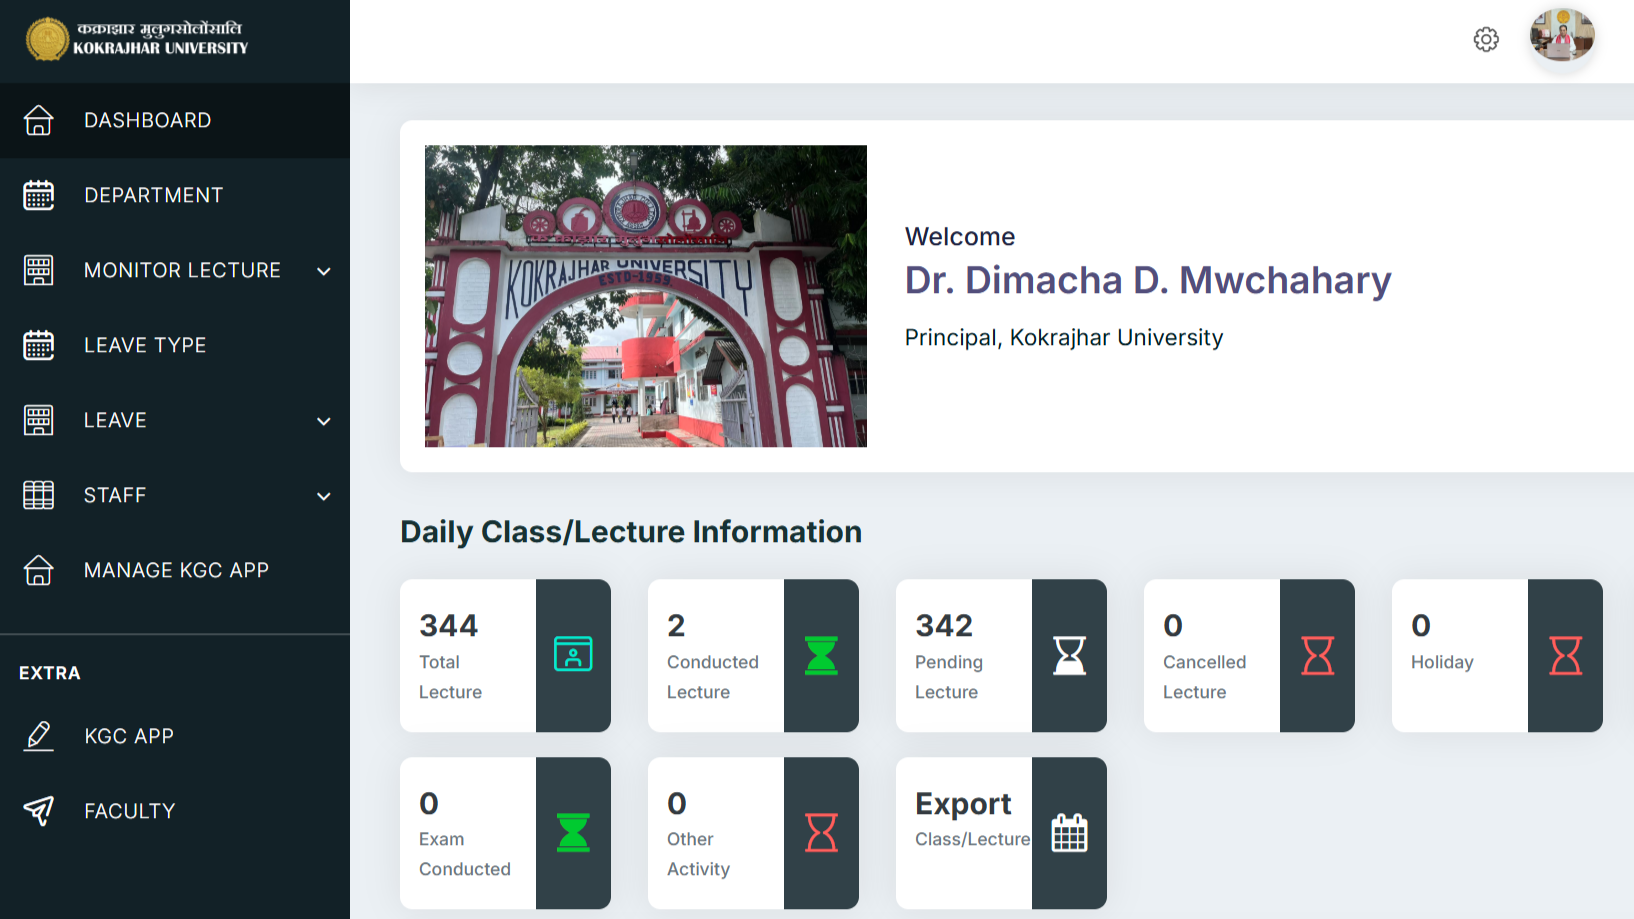 कक्राझार मुलुगसोलोंसालि
KOKRAJHAR UNIVERSITY
DASHBOARD
DEPARTMENT
MONITOR LECTURE
LEAVE TYPE
LEAVE
STAFF
MANAGE KGC APP
EXTRA
KGC APP
FACULTY
KOKRAJHAR UNIVERSITY
ESTD-1959
Welcome
Dr. Dimacha D. Mwchahary
Principal, Kokrajhar University
Daily Class/Lecture Information
344
Total
Lecture
2
Conducted
Lecture
342
Pending
Lecture
0
Cancelled
Lecture
0
Holiday
0
Exam
Conducted
0
Other
Activity
Export
Class/Lecture